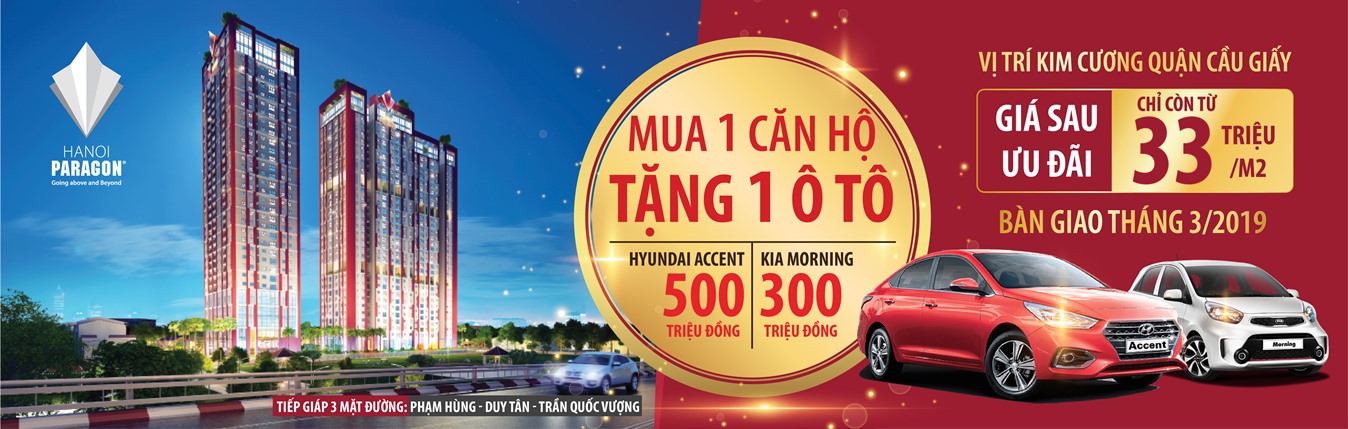 HANOI
PARAGON®
Going above and Beyond
TIẾP GIÁP 3 MẶT ĐƯỜNG: PHẠM HÙNG - DUY TÂN - TRẦN QUỐC VƯỢNG
MUA 1 CĂN HỘ
TẶNG 1 Ô TÔ
HYUNDAI ACCENT
500
TRIỆU ĐỒNG
KIA MORNING
300
TRIỆU ĐỒNG
VỊ TRÍ KIM CƯƠNG QUẬN CẦU GIẤY
GIÁ SAU
ƯU ĐÃI
CHỈ CÒN TỪ
33 TRIỆU
/M2
BÀN GIAO THÁNG 3/2019
Accent
Morning